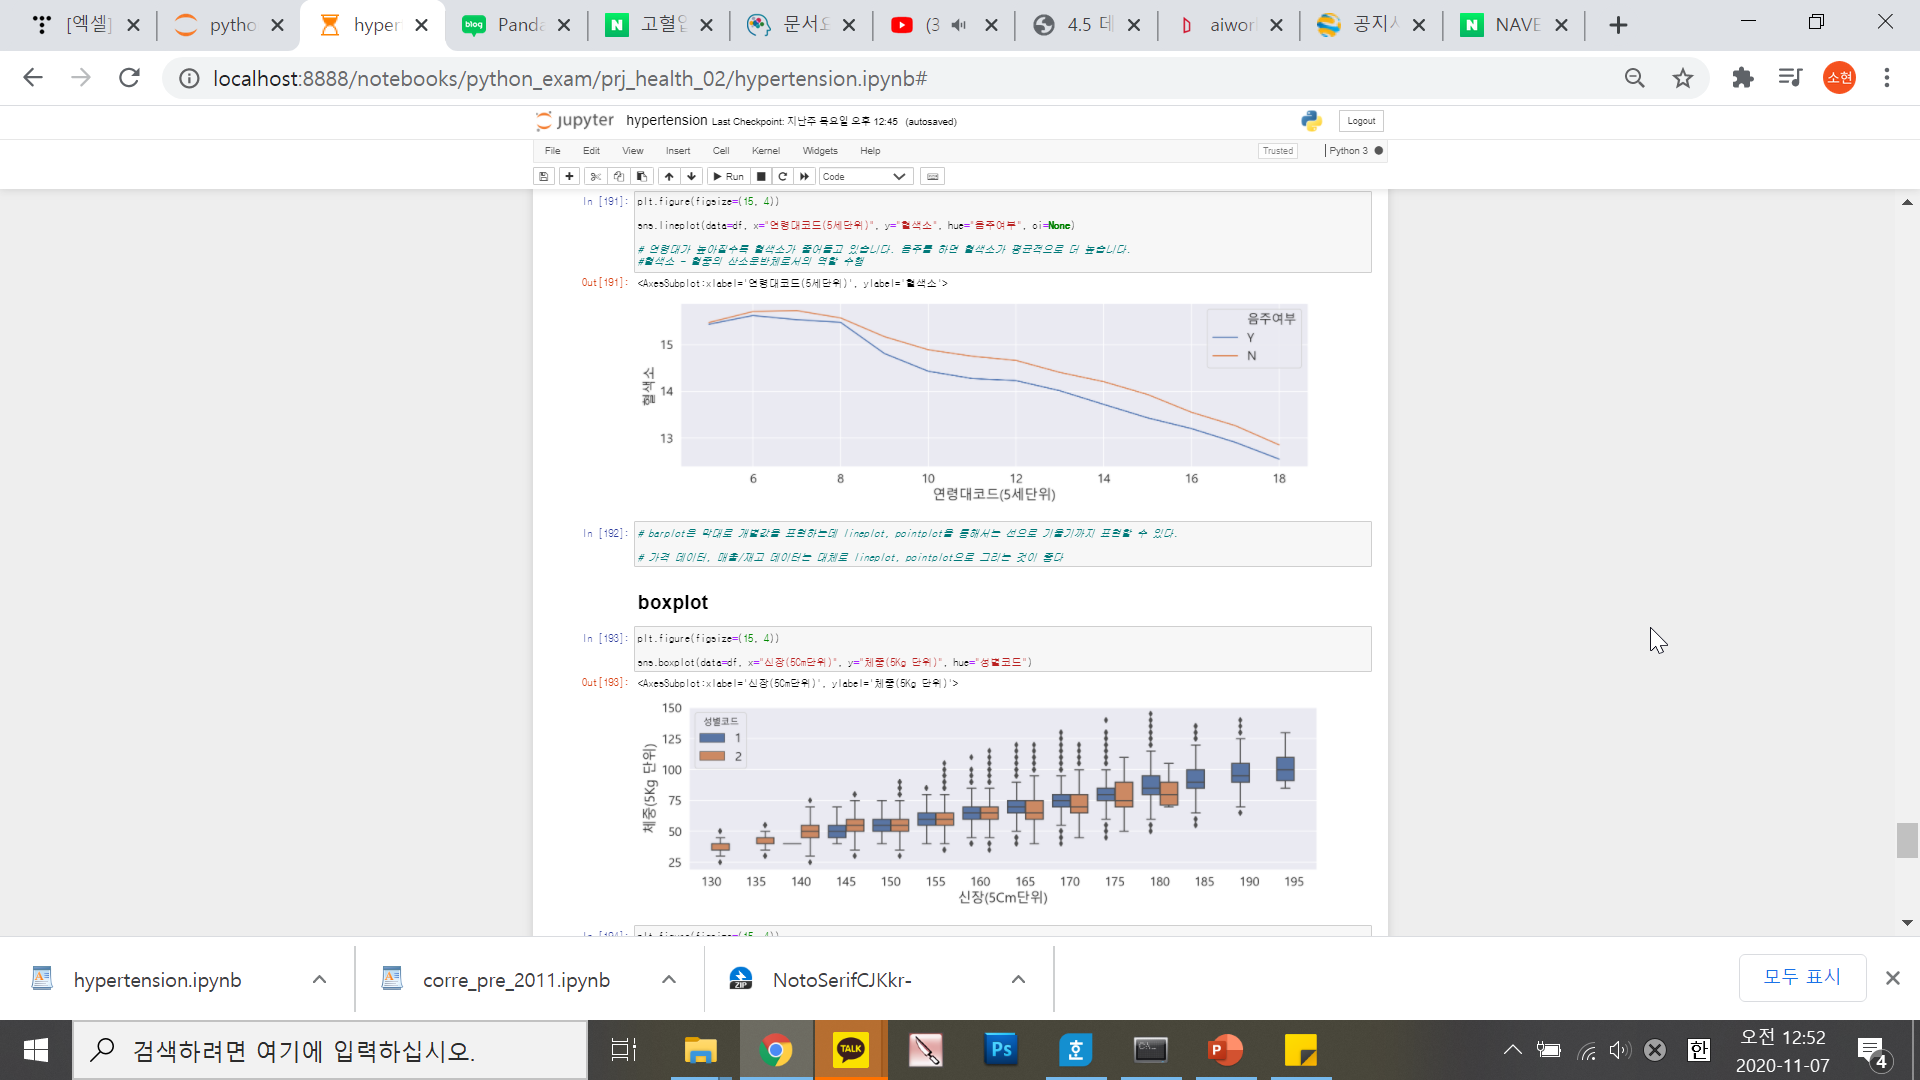 [엑셀]
pytho
hyper
Panda
고혈압
문서요
(3
4.5 데
aiwor
공지사
NAVE
localhost:8888/notebooks/python_exam/prj_health_02/hypertension.ipynb#
소현
jupyter hypertension Last Checkpoint: 지난주 목요일 오후 12:45 (autosaved)
Logout
File Edit View Insert Cell Kernel Widgets Help
Trusted
Python 3
Run
Code
In [191]: plt.figure(figsize=(15, 4))
sns.lineplot(data=df, x="연령대코드(5세단위)", y="혈색소", hue="음주여부", ci=None)
# 연령대가 높아질수록 혈색소가 줄어들고 있습니다. 음주를 하면 혈색소가 평균적으로 더 높습니다.
#혈색소 - 혈중의 산소운반체로서의 역할 수행
Out[191]: <AxesSubplot:xlabel='연령대코드(5세단위)', ylabel='혈색소'>
음주여부
Y
N
혈색소
15
14
13
6 8 10 12 14 16 18
연령대코드(5세단위)
In [192]: # barplot은 막대로 개별값을 표현하는데 lineplot, pointplot을 통해서는 선으로 기울기까지 표현할 수 있다.
# 가격 데이터, 매출/재고 데이터는 대체로 lineplot, pointplot으로 그리는 것이 좋다
boxplot
In [193]: plt.figure(figsize=(15, 4))
sns.boxplot(data=df, x="신장(5Cm단위)", y="체중(5Kg 단위)", hue="성별코드")
Out[193]: <AxesSubplot:xlabel='신장(5Cm단위)', ylabel='체중(5Kg 단위)'>
성별코드
1
2
체중(5Kg 단위)
150
125
100
75
50
25
130 135 140 145 150 155 160 165 170 175 180 185 190 195
신장(5Cm단위)
In [194]: plt.figure(figsize=(15, 4))
hypertension.ipynb
corre_pre_2011.ipynb
NotoSerifCJKkr-
모두 표시
검색하려면 여기에 입력하십시오.
TALK
Ps
호
한
오전 12:52
2020-11-07
4